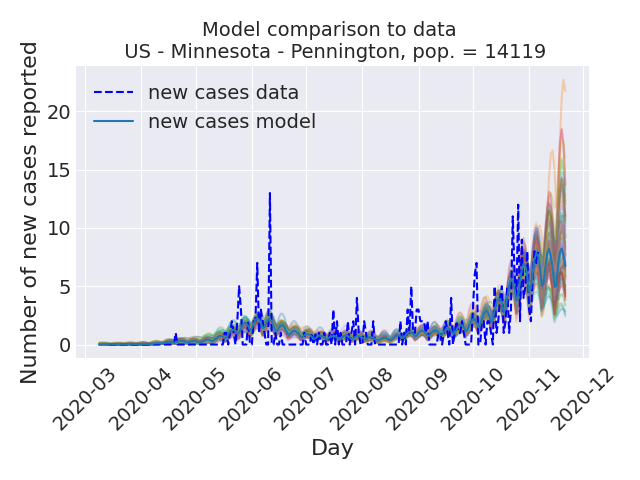 Model comparison to data
US - Minnesota - Pennington, pop. = 14119
Number of new cases reported
new cases data
new cases model
20
15
10
5
0
2020-03
2020-04
2020-05
2020-06
2020-07
2020-08
2020-09
2020-10
2020-11
2020-12
Day